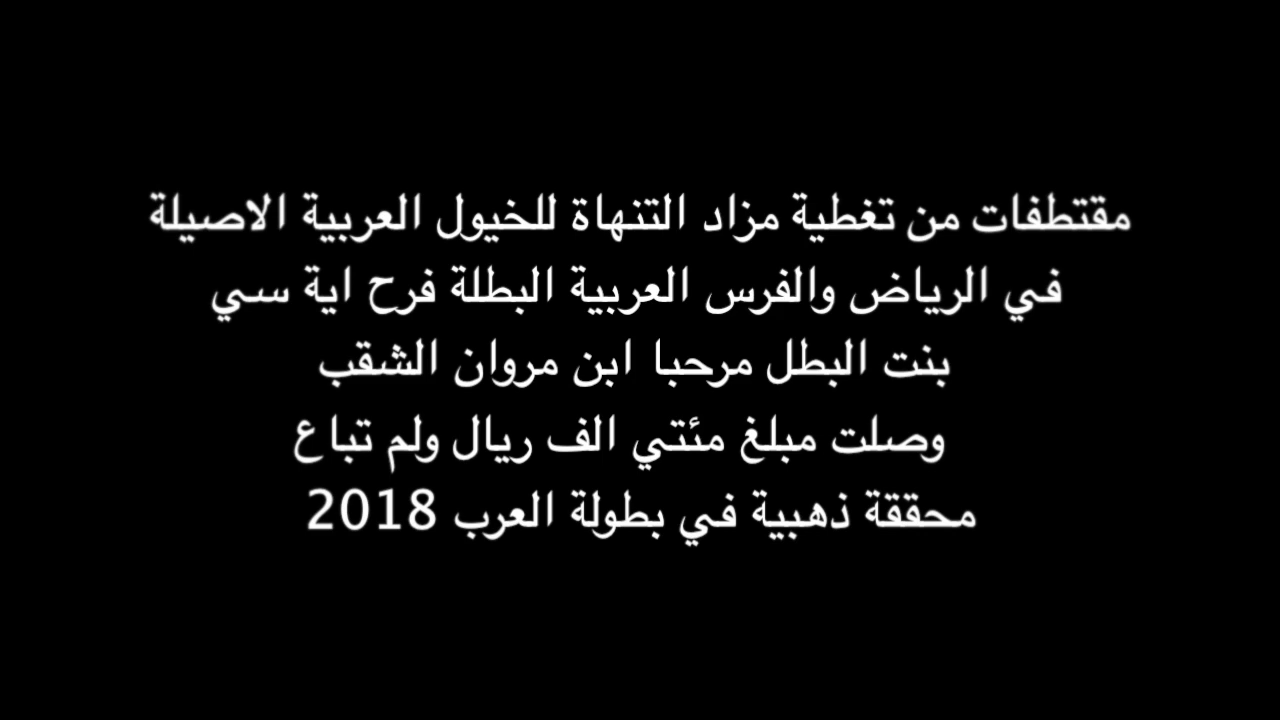 مقتطفات من تغطية مزاد التنهاة للخيول العربية الاصيلة
في الرياض والفرس العربية البطلة فرح اية سي
بنت البطل مرحبا ابن مروان الشقب
وصلت مبلغ مئتي الف ريال ولم تباع
محققة ذهبية في بطولة العرب 2018